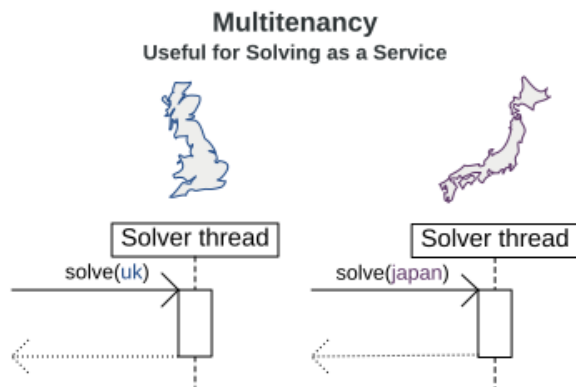 Multitenancy
Useful for Solving as a Service
Solver thread
solve(uk)
Solver thread
solve(japan)